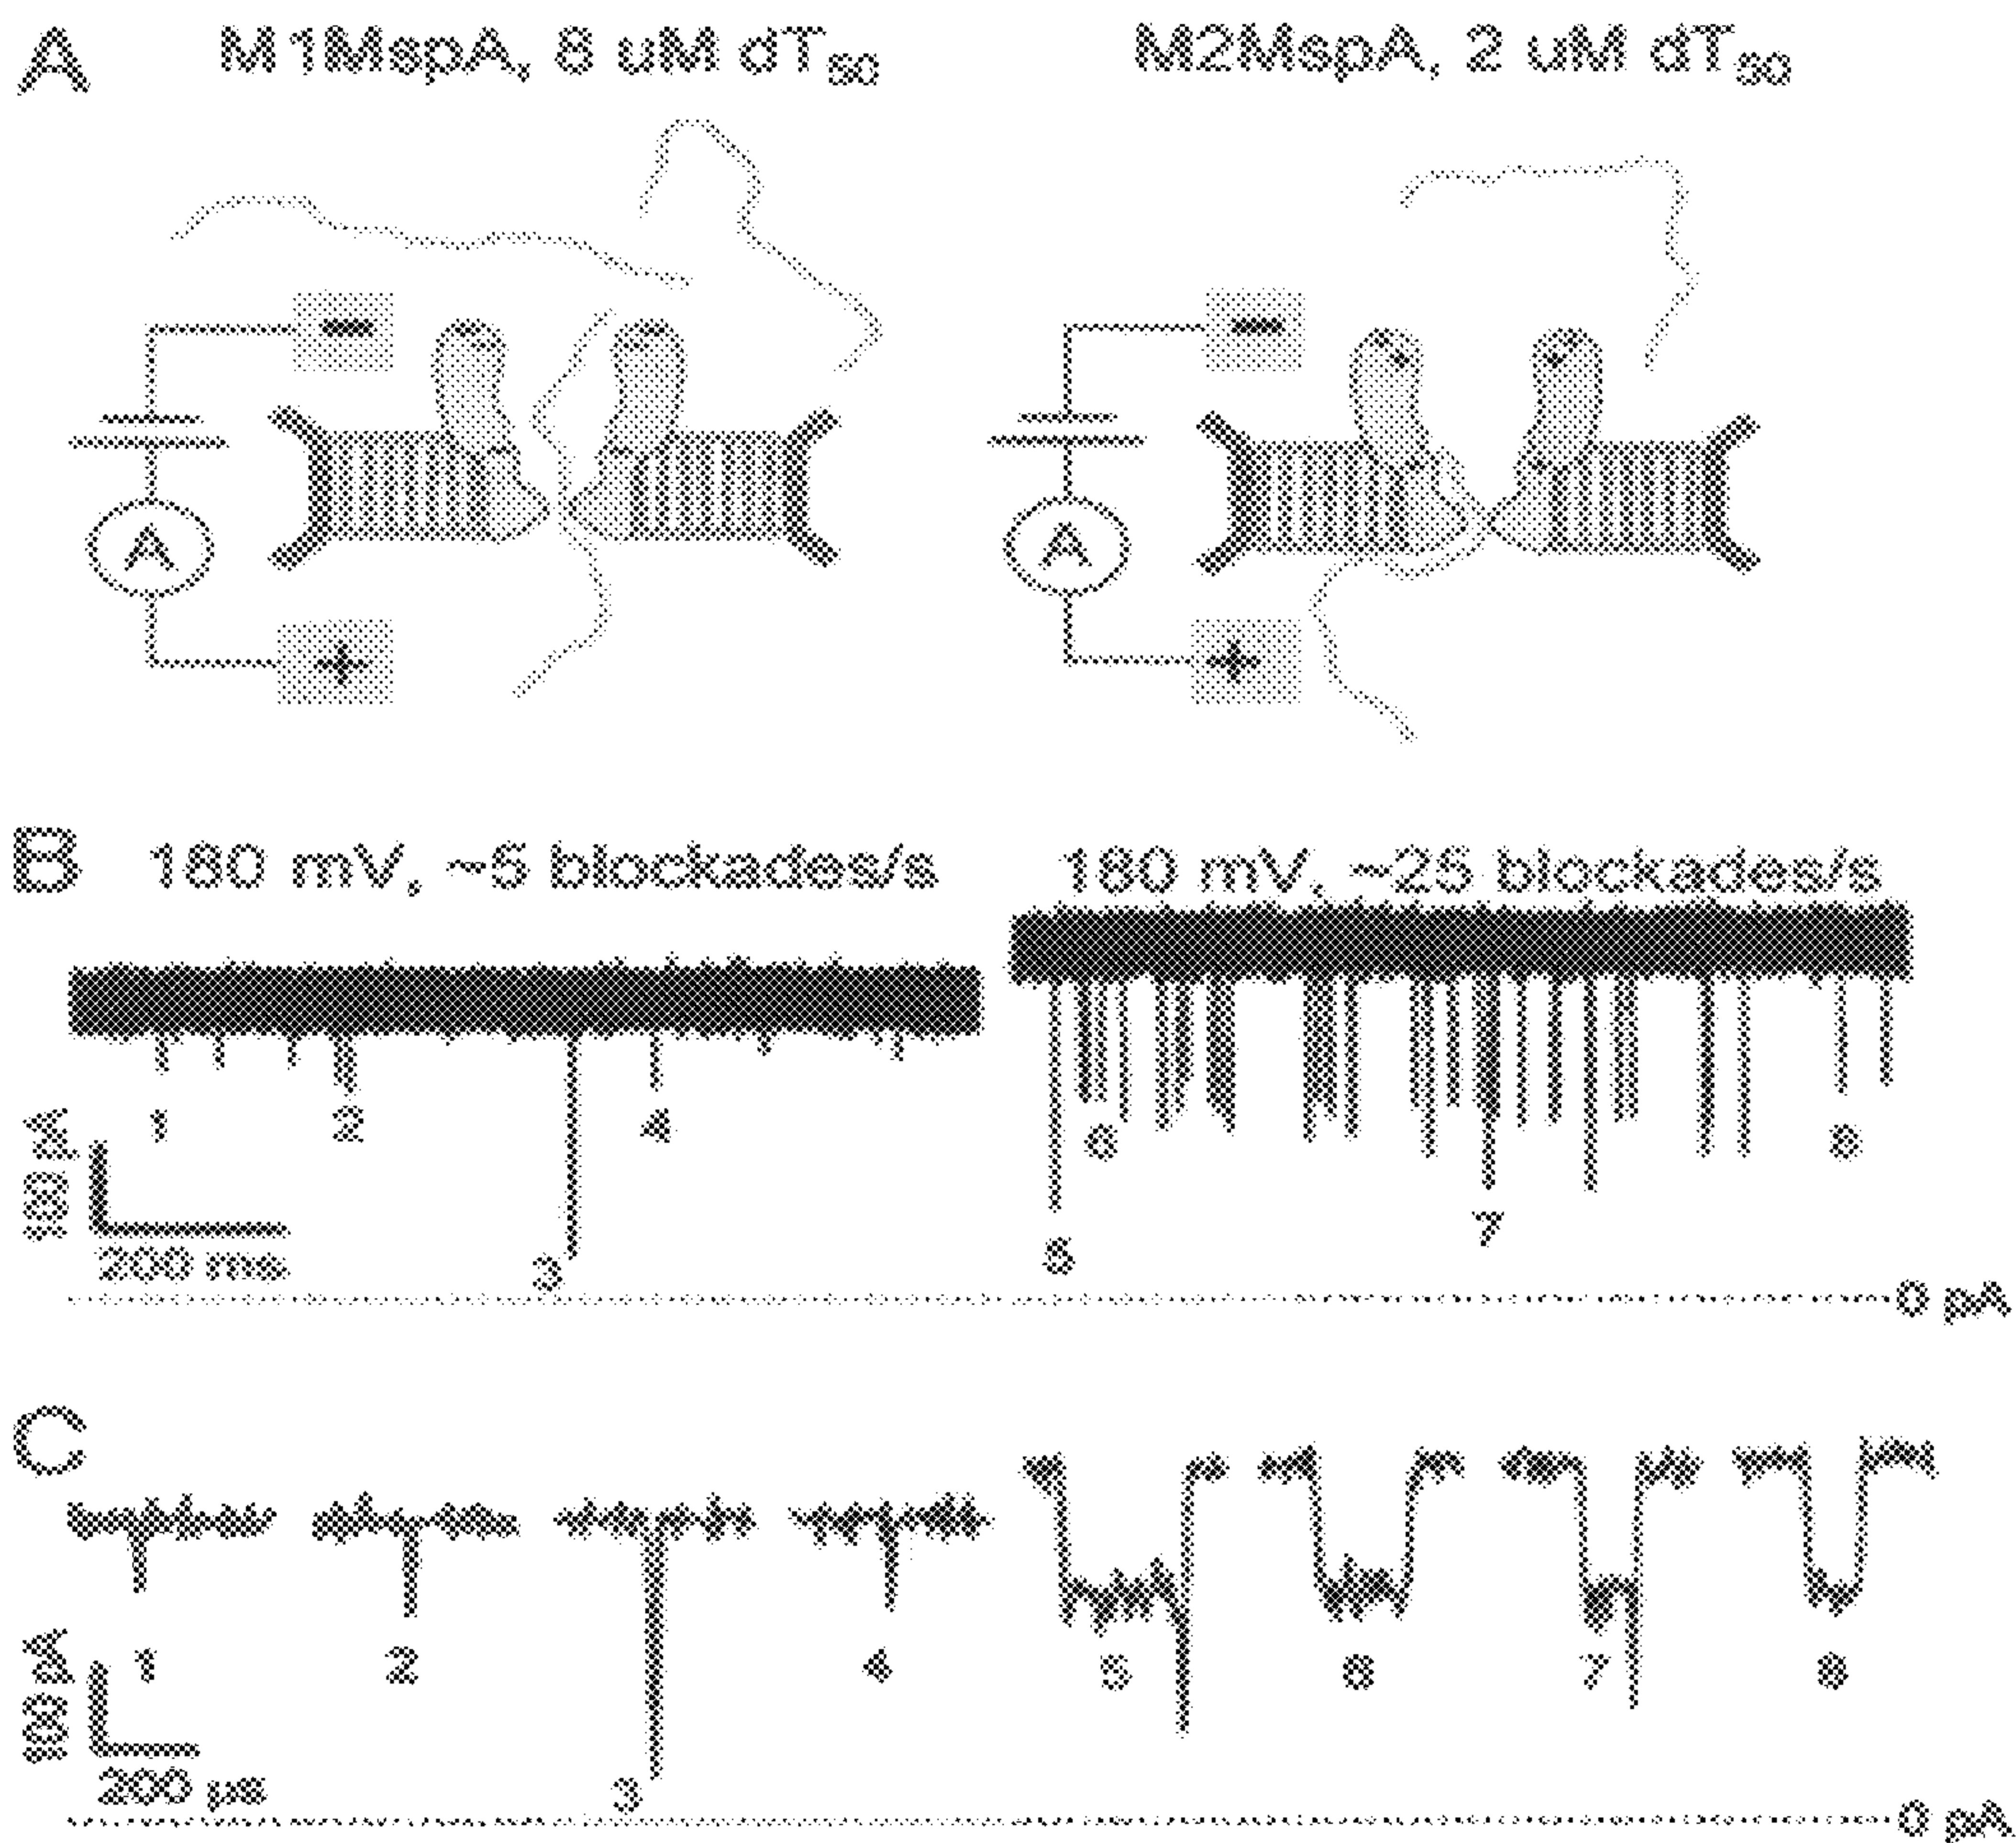 A
M1MspA, 8 uM dT50
M2MspA, 2 uM dT50
−
−
A
A
+
+
B
180 mV, ~5 blockades/s
180 mV, ~25 blockades/s
1
2
4
6
8
100 pA
7
200 ms
3
5
0 pA
C
1
2
4
5
6
7
8
100 pA
200 µs
3
0 pA